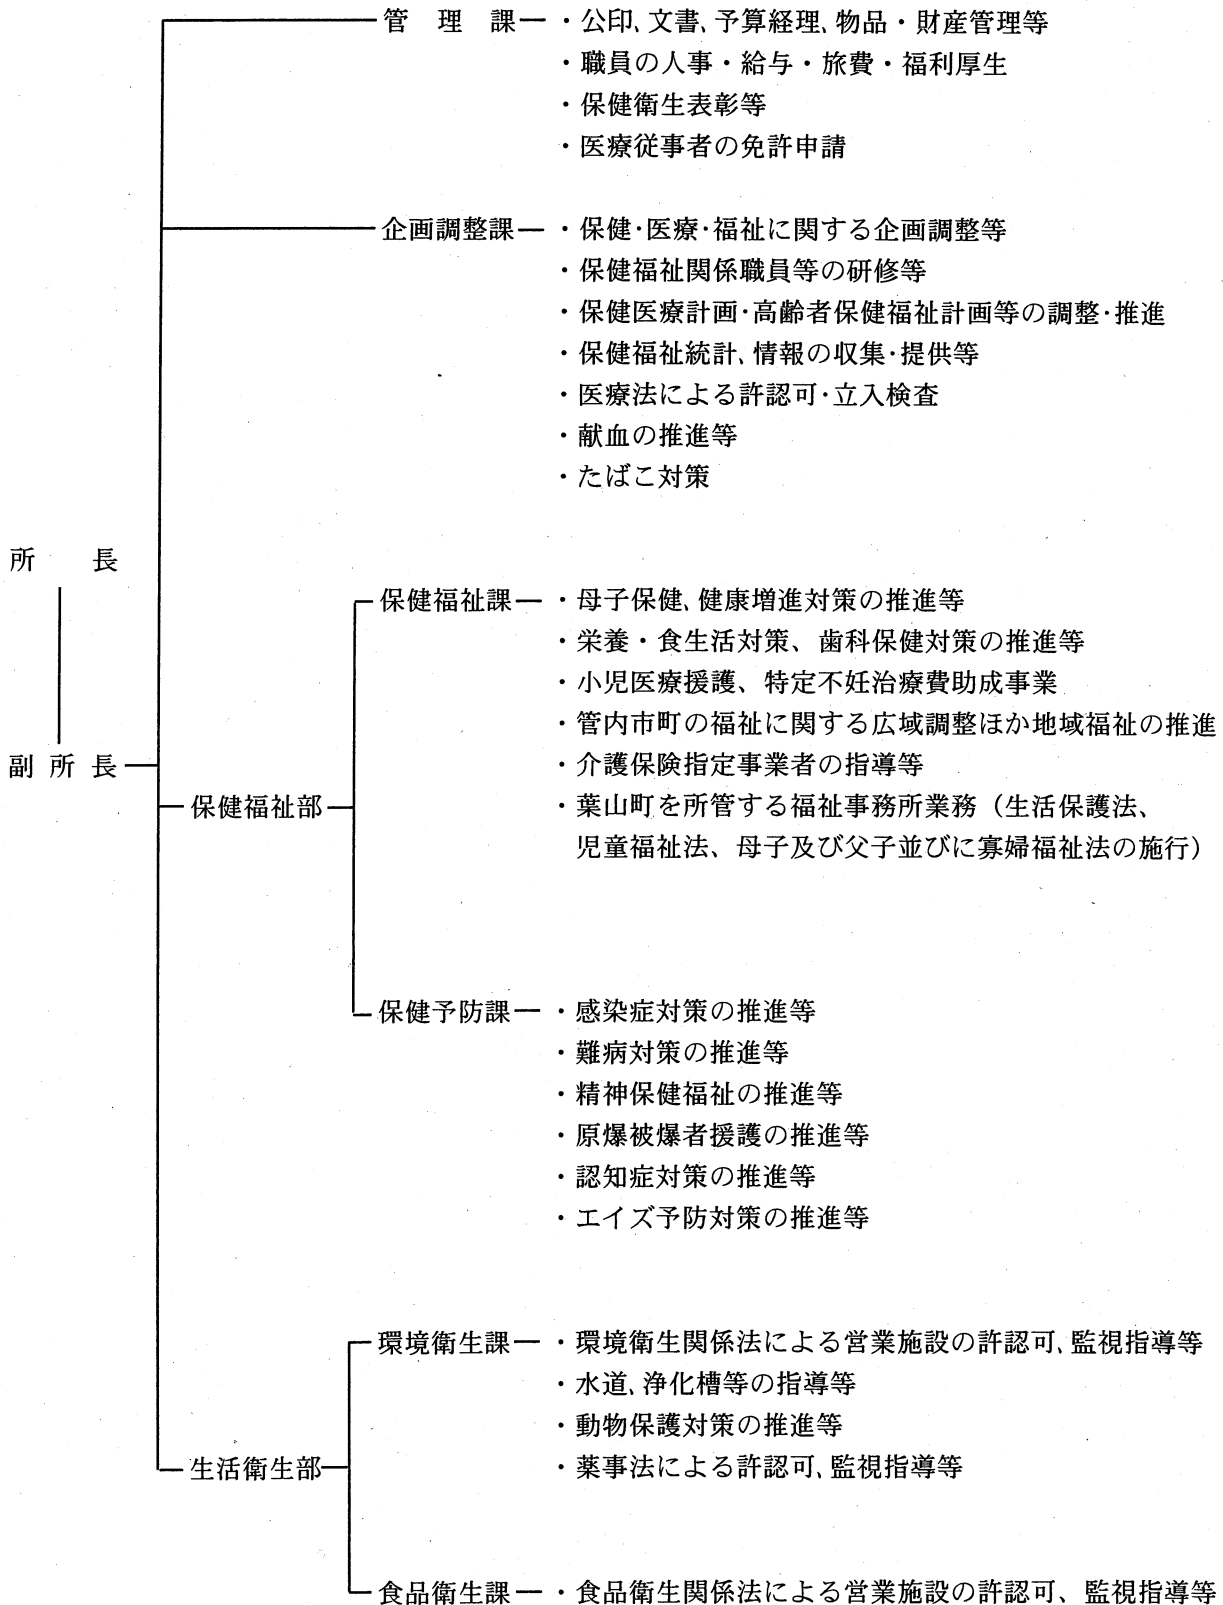 管理課 ・公印、文書、予算経理、物品・財産管理等
・職員の人事・給与・旅費・福利厚生
・保健衛生表彰等
・医療従事者の免許申請
企画調整課 ・保健・医療・福祉に関する企画調整等
・保健福祉関係職員等の研修等
・保健医療計画・高齢者保健福祉計画等の調整・推進
・保健福祉統計、情報の収集・提供等
・医療法による許認可・立入検査
・献血の推進等
・たばこ対策
所長
副所長
保健福祉部
保健福祉課 ・母子保健、健康増進対策の推進等
・栄養・食生活対策、歯科保健対策の推進等
・小児医療援護、特定不妊治療費助成事業
・管内市町の福祉に関する広域調整ほか地域福祉の推進
・介護保険指定事業者の指導等
・葉山町を所管する福祉事務所業務（生活保護法、
児童福祉法、母子及び父子並びに寡婦福祉法の施行）
保健予防課 ・感染症対策の推進等
・難病対策の推進等
・精神保健福祉の推進等
・原爆被爆者援護の推進等
・認知症対策の推進等
・エイズ予防対策の推進等
生活衛生部
環境衛生課 ・環境衛生関係法による営業施設の許認可、監視指導等
・水道、浄化槽等の指導等
・動物保護対策の推進等
・薬事法による許認可、監視指導等
食品衛生課 ・食品衛生関係法による営業施設の許認可、監視指導等